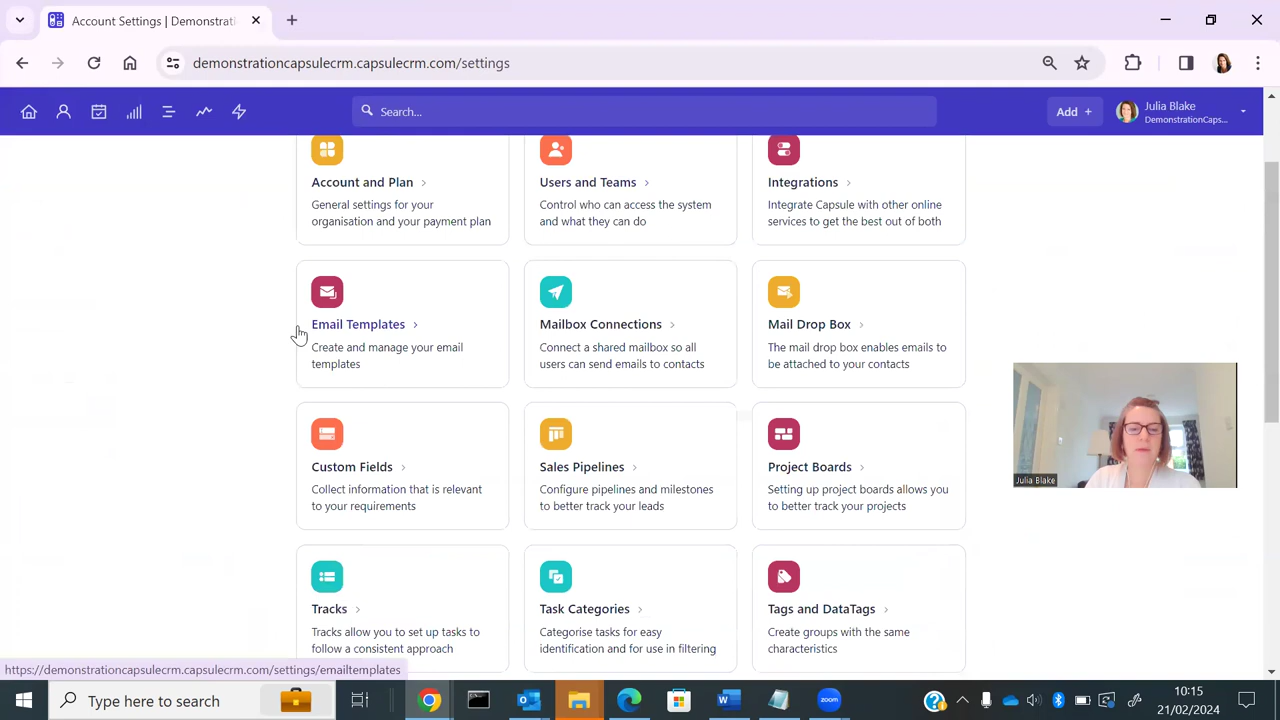 Account Settings | Demonstrati
demonstrationcapsulecrm.capsulecrm.com/settings
Search...
Add +
Julia Blake
DemonstrationCaps...
Account and Plan
General settings for your
organisation and your payment plan
Users and Teams
Control who can access the system
and what they can do
Integrations
Integrate Capsule with other online
services to get the best out of both
Email Templates
Create and manage your email
templates
Mailbox Connections
Connect a shared mailbox so all
users can send emails to contacts
Mail Drop Box
The mail drop box enables emails to
be attached to your contacts
Custom Fields
Collect information that is relevant
to your requirements
Sales Pipelines
Configure pipelines and milestones
to better track your leads
Project Boards
Setting up project boards allows you
to better track your projects
Julia Blake
Tracks
Tracks allow you to set up tasks to
follow a consistent approach
Task Categories
Categorise tasks for easy
identification and for use in filtering
Tags and DataTags
Create groups with the same
characteristics
https://demonstrationcapsulecrm.capsulecrm.com/settings/emailtemplates
Type here to search
zoom
10:15
21/02/2024